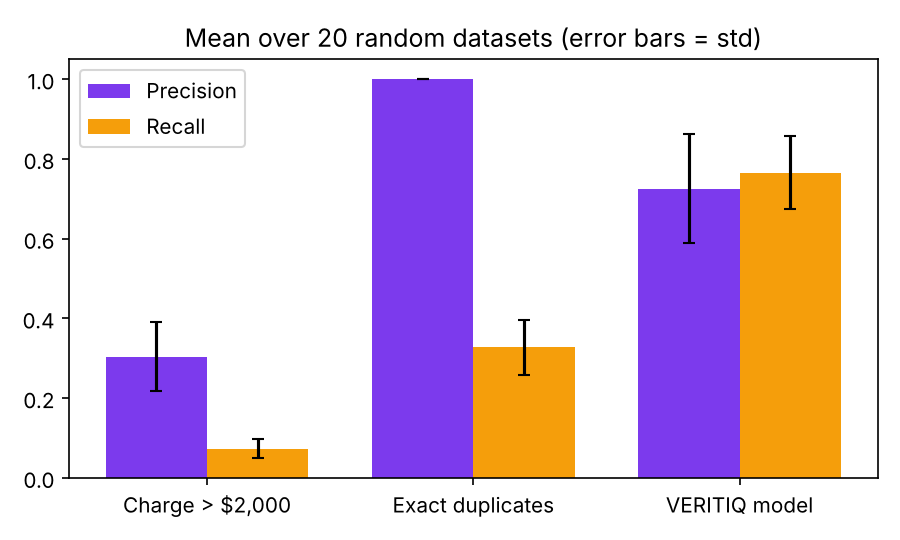 Mean over 20 random datasets (error bars = std)
Precision
Recall
1.0
0.8
0.6
0.4
0.2
0.0
Charge > $2,000
Exact duplicates
VERITIQ model